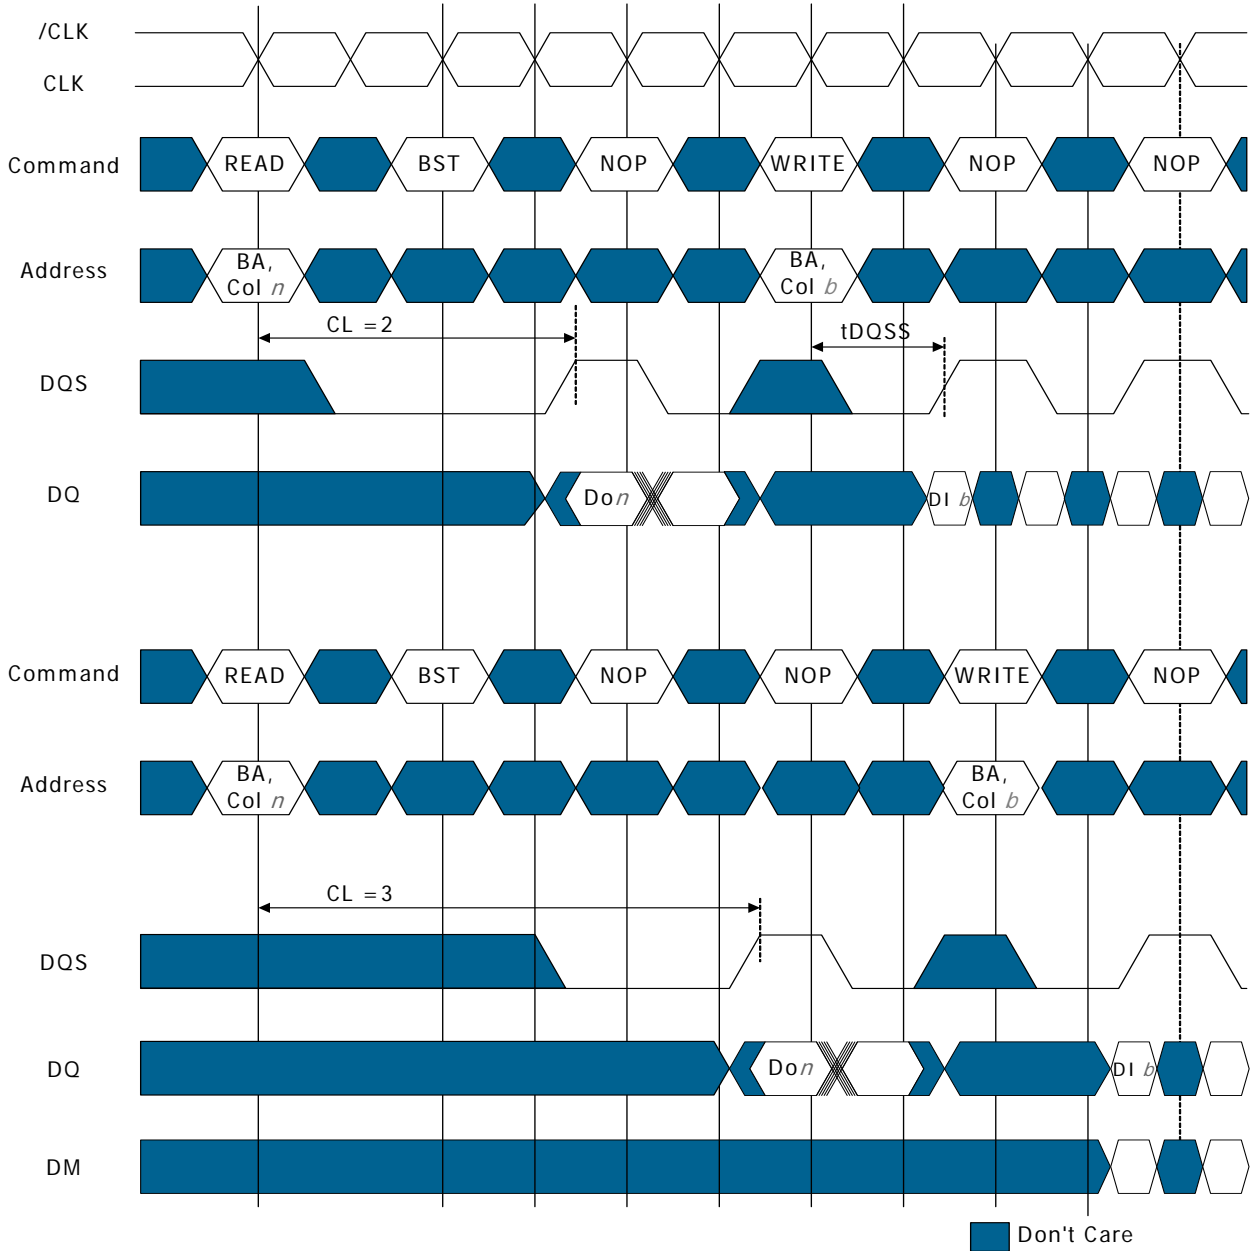 /CLK
CLK
Command READ BST NOP WRITE NOP NOP
Address BA, Col n BA, Col b
CL =2
tDQSS
DQS
DQ Don DI b
Command READ BST NOP NOP WRITE NOP
Address BA, Col n BA, Col b
CL =3
DQS
DQ Don DI b
DM
Don't Care